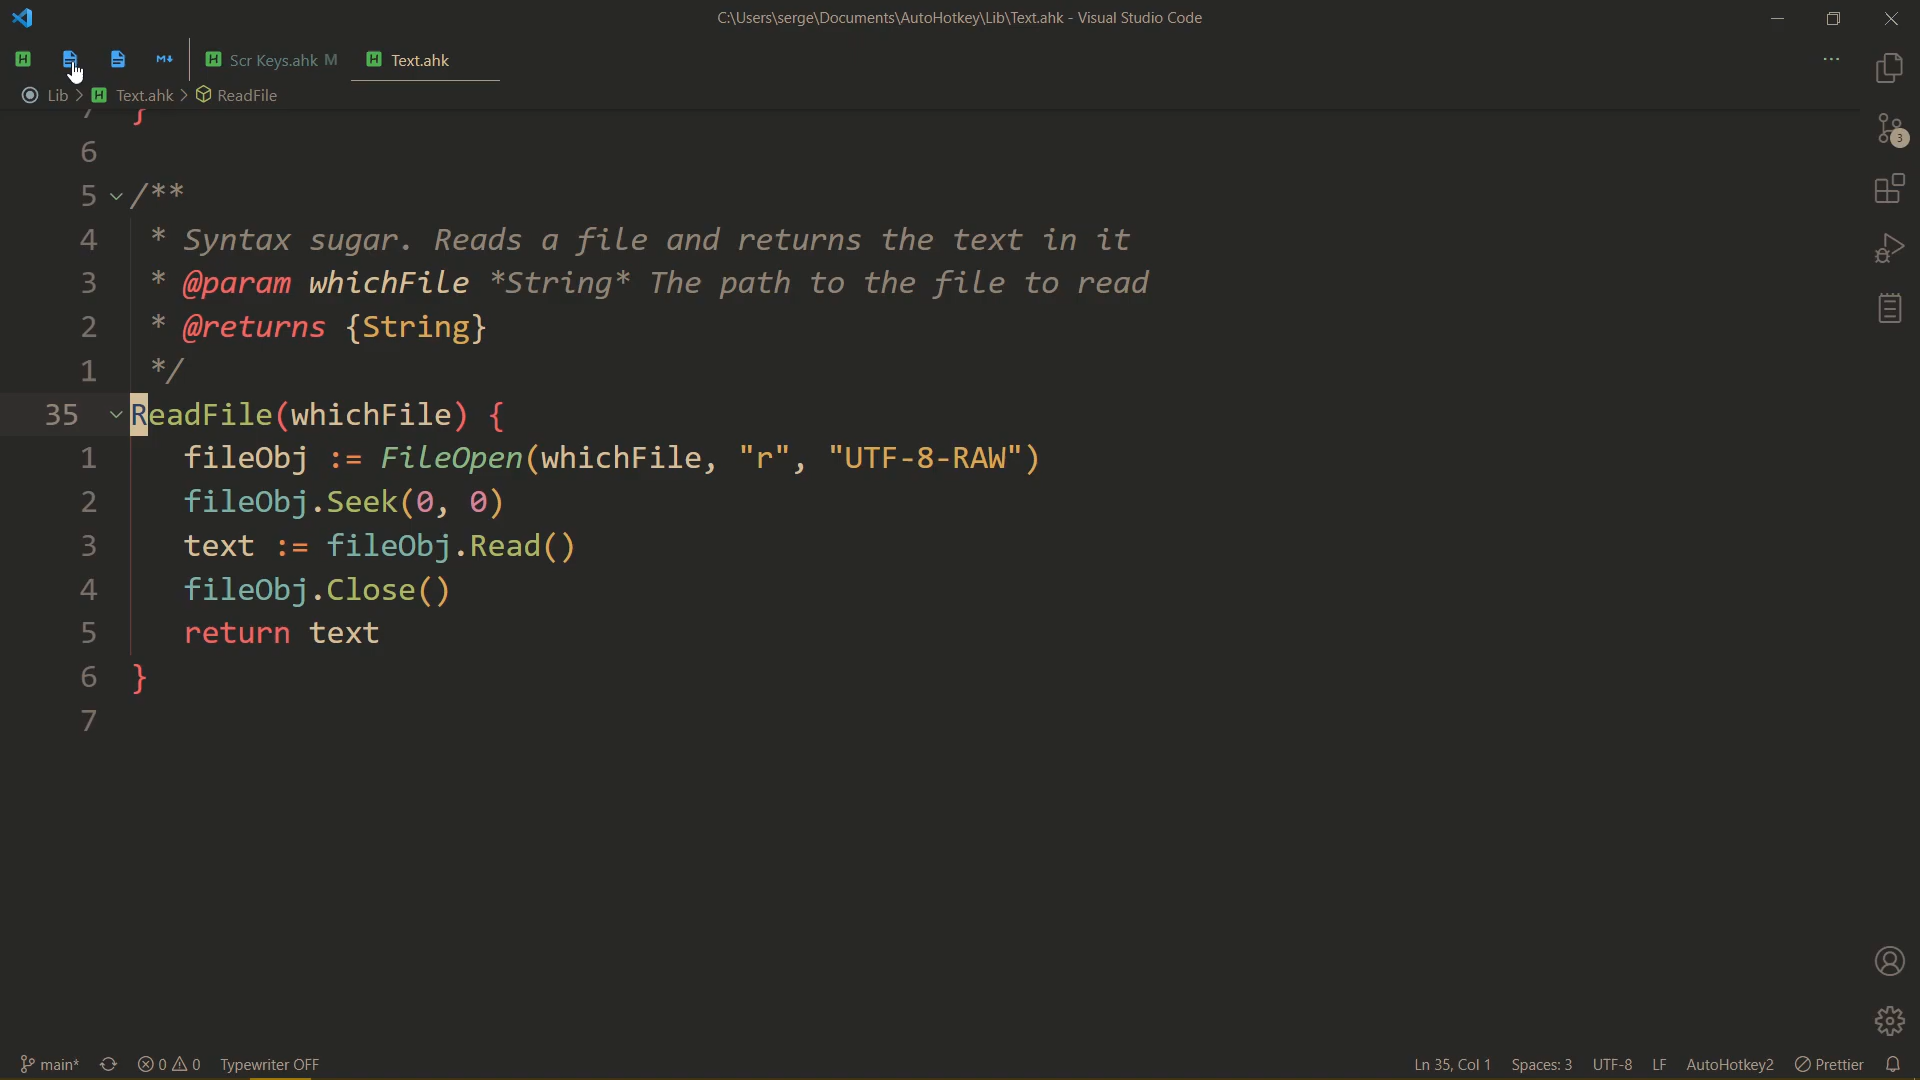 C:\Users\serge\Documents\AutoHotkey\Lib\Text.ahk - Visual Studio Code
Scr Keys.ahk M
Text.ahk
Lib > Text.ahk > ReadFile
7 }
6
5 /**
4 * Syntax sugar. Reads a file and returns the text in it
3 * @param whichFile *String* The path to the file to read
2 * @returns {String}
1 */
35 ReadFile(whichFile) {
1 fileObj := FileOpen(whichFile, "r", "UTF-8-RAW")
2 fileObj.Seek(0, 0)
3 text := fileObj.Read()
4 fileObj.Close()
5 return text
6 }
7
3
main* 0 0 Typewriter OFF Ln 35, Col 1 Spaces: 3 UTF-8 LF AutoHotkey2 Prettier